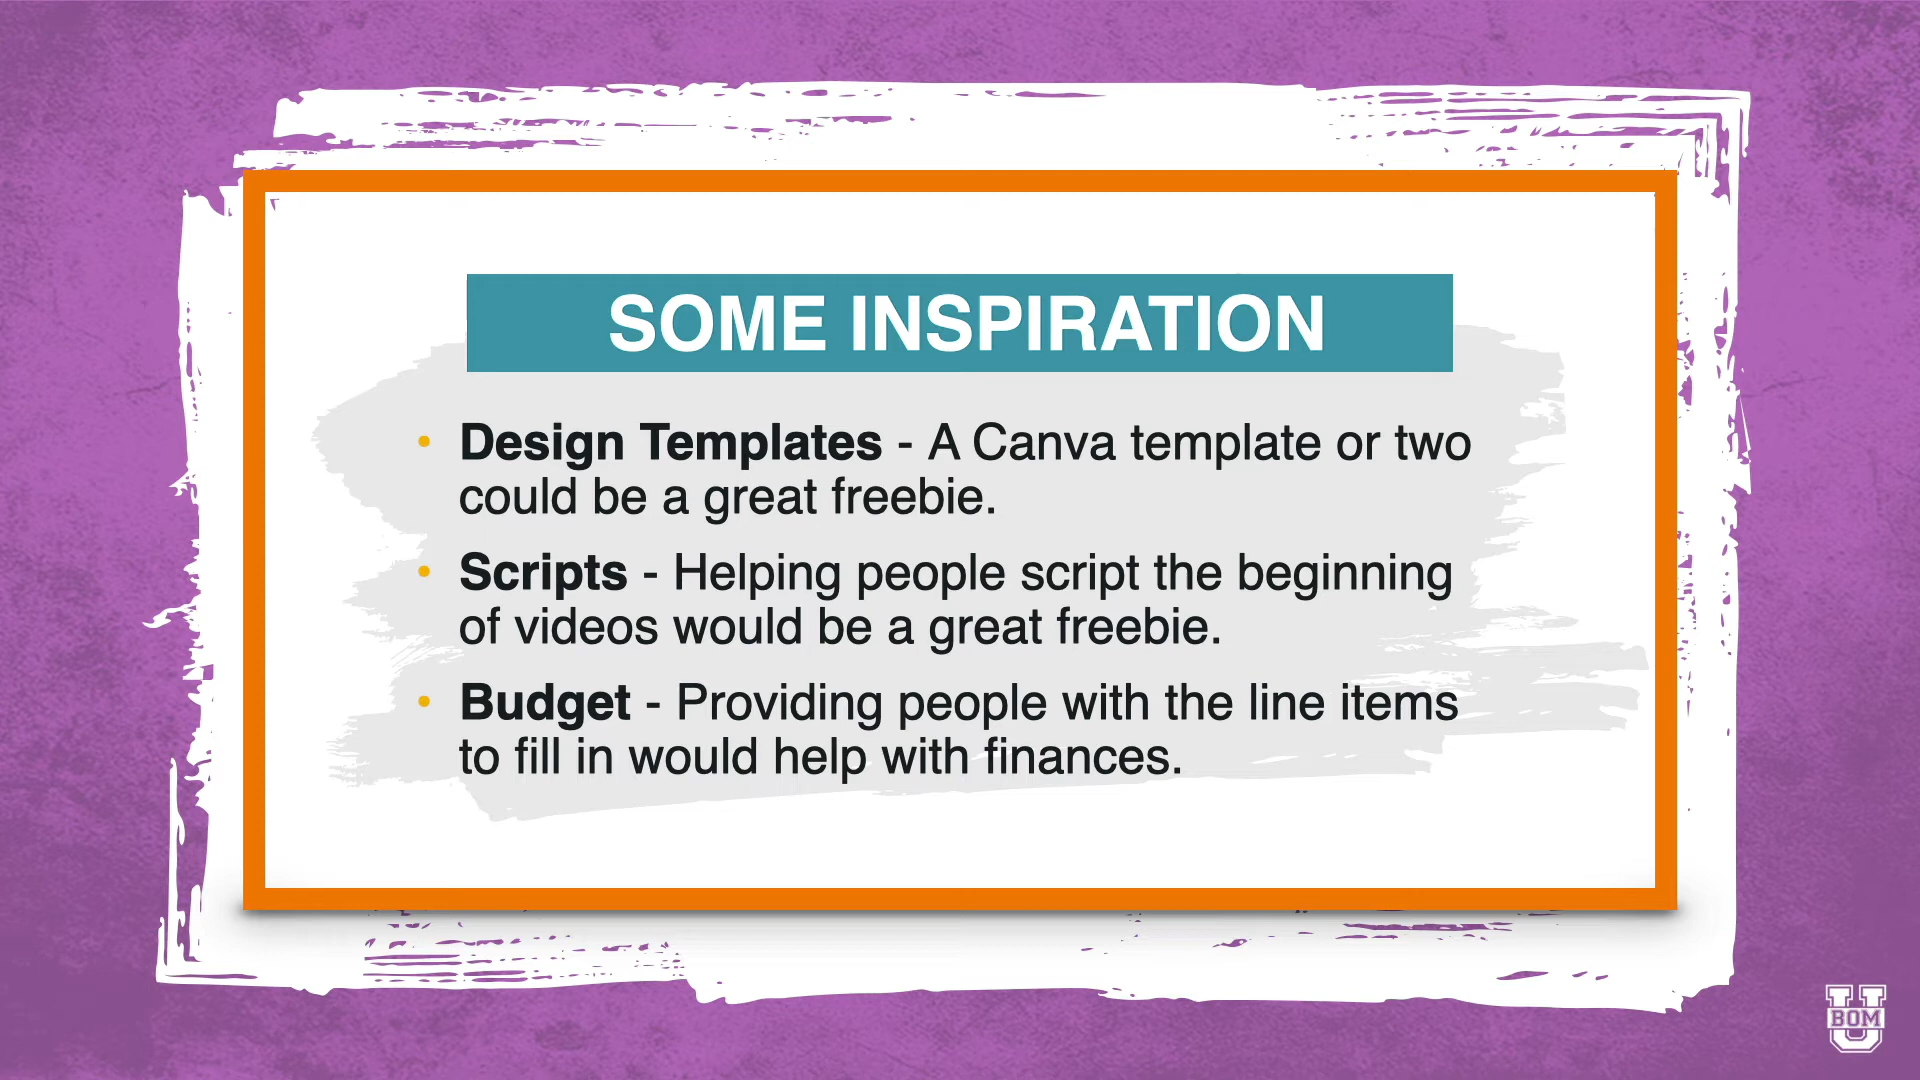 SOME INSPIRATION
• Design Templates - A Canva template or two
could be a great freebie.
• Scripts - Helping people script the beginning
of videos would be a great freebie.
• Budget - Providing people with the line items
to fill in would help with finances.
U
BOM